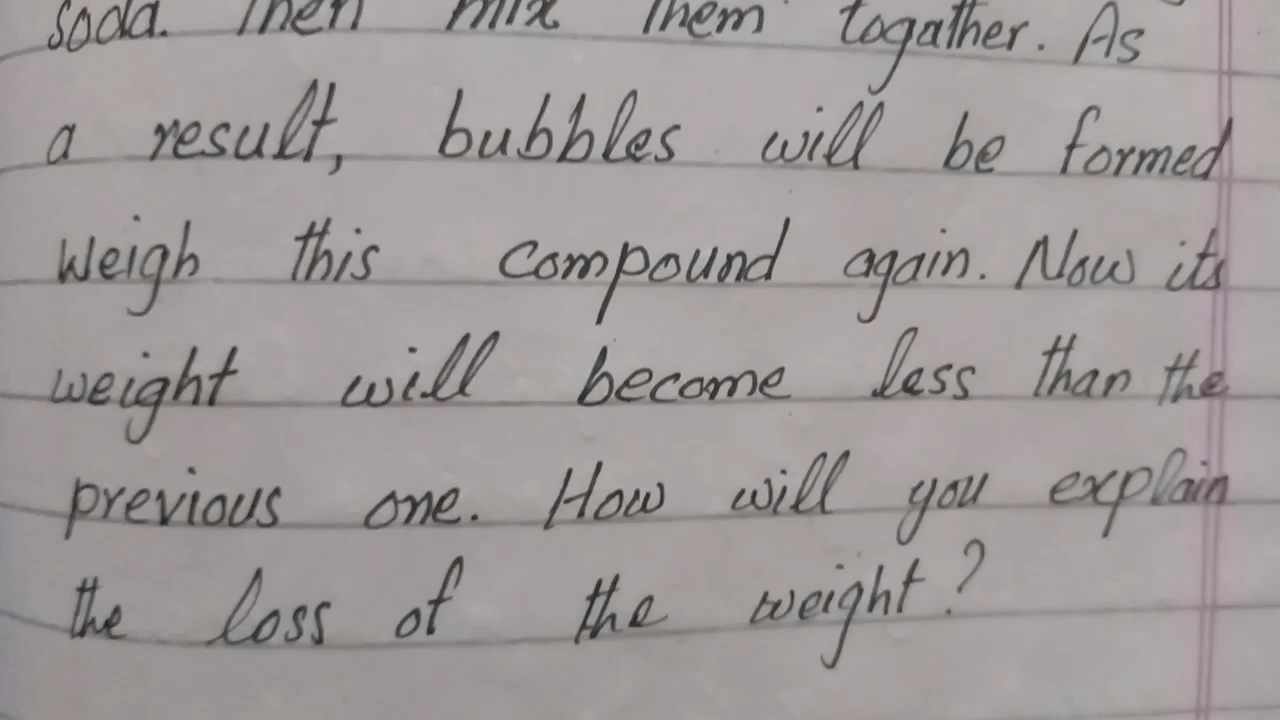 soda. Then mix them togather. As
a result, bubbles will be formed
Weigh this compound again. Now its
weight will become less than the
previous one. How will you explain
the loss of the weight?